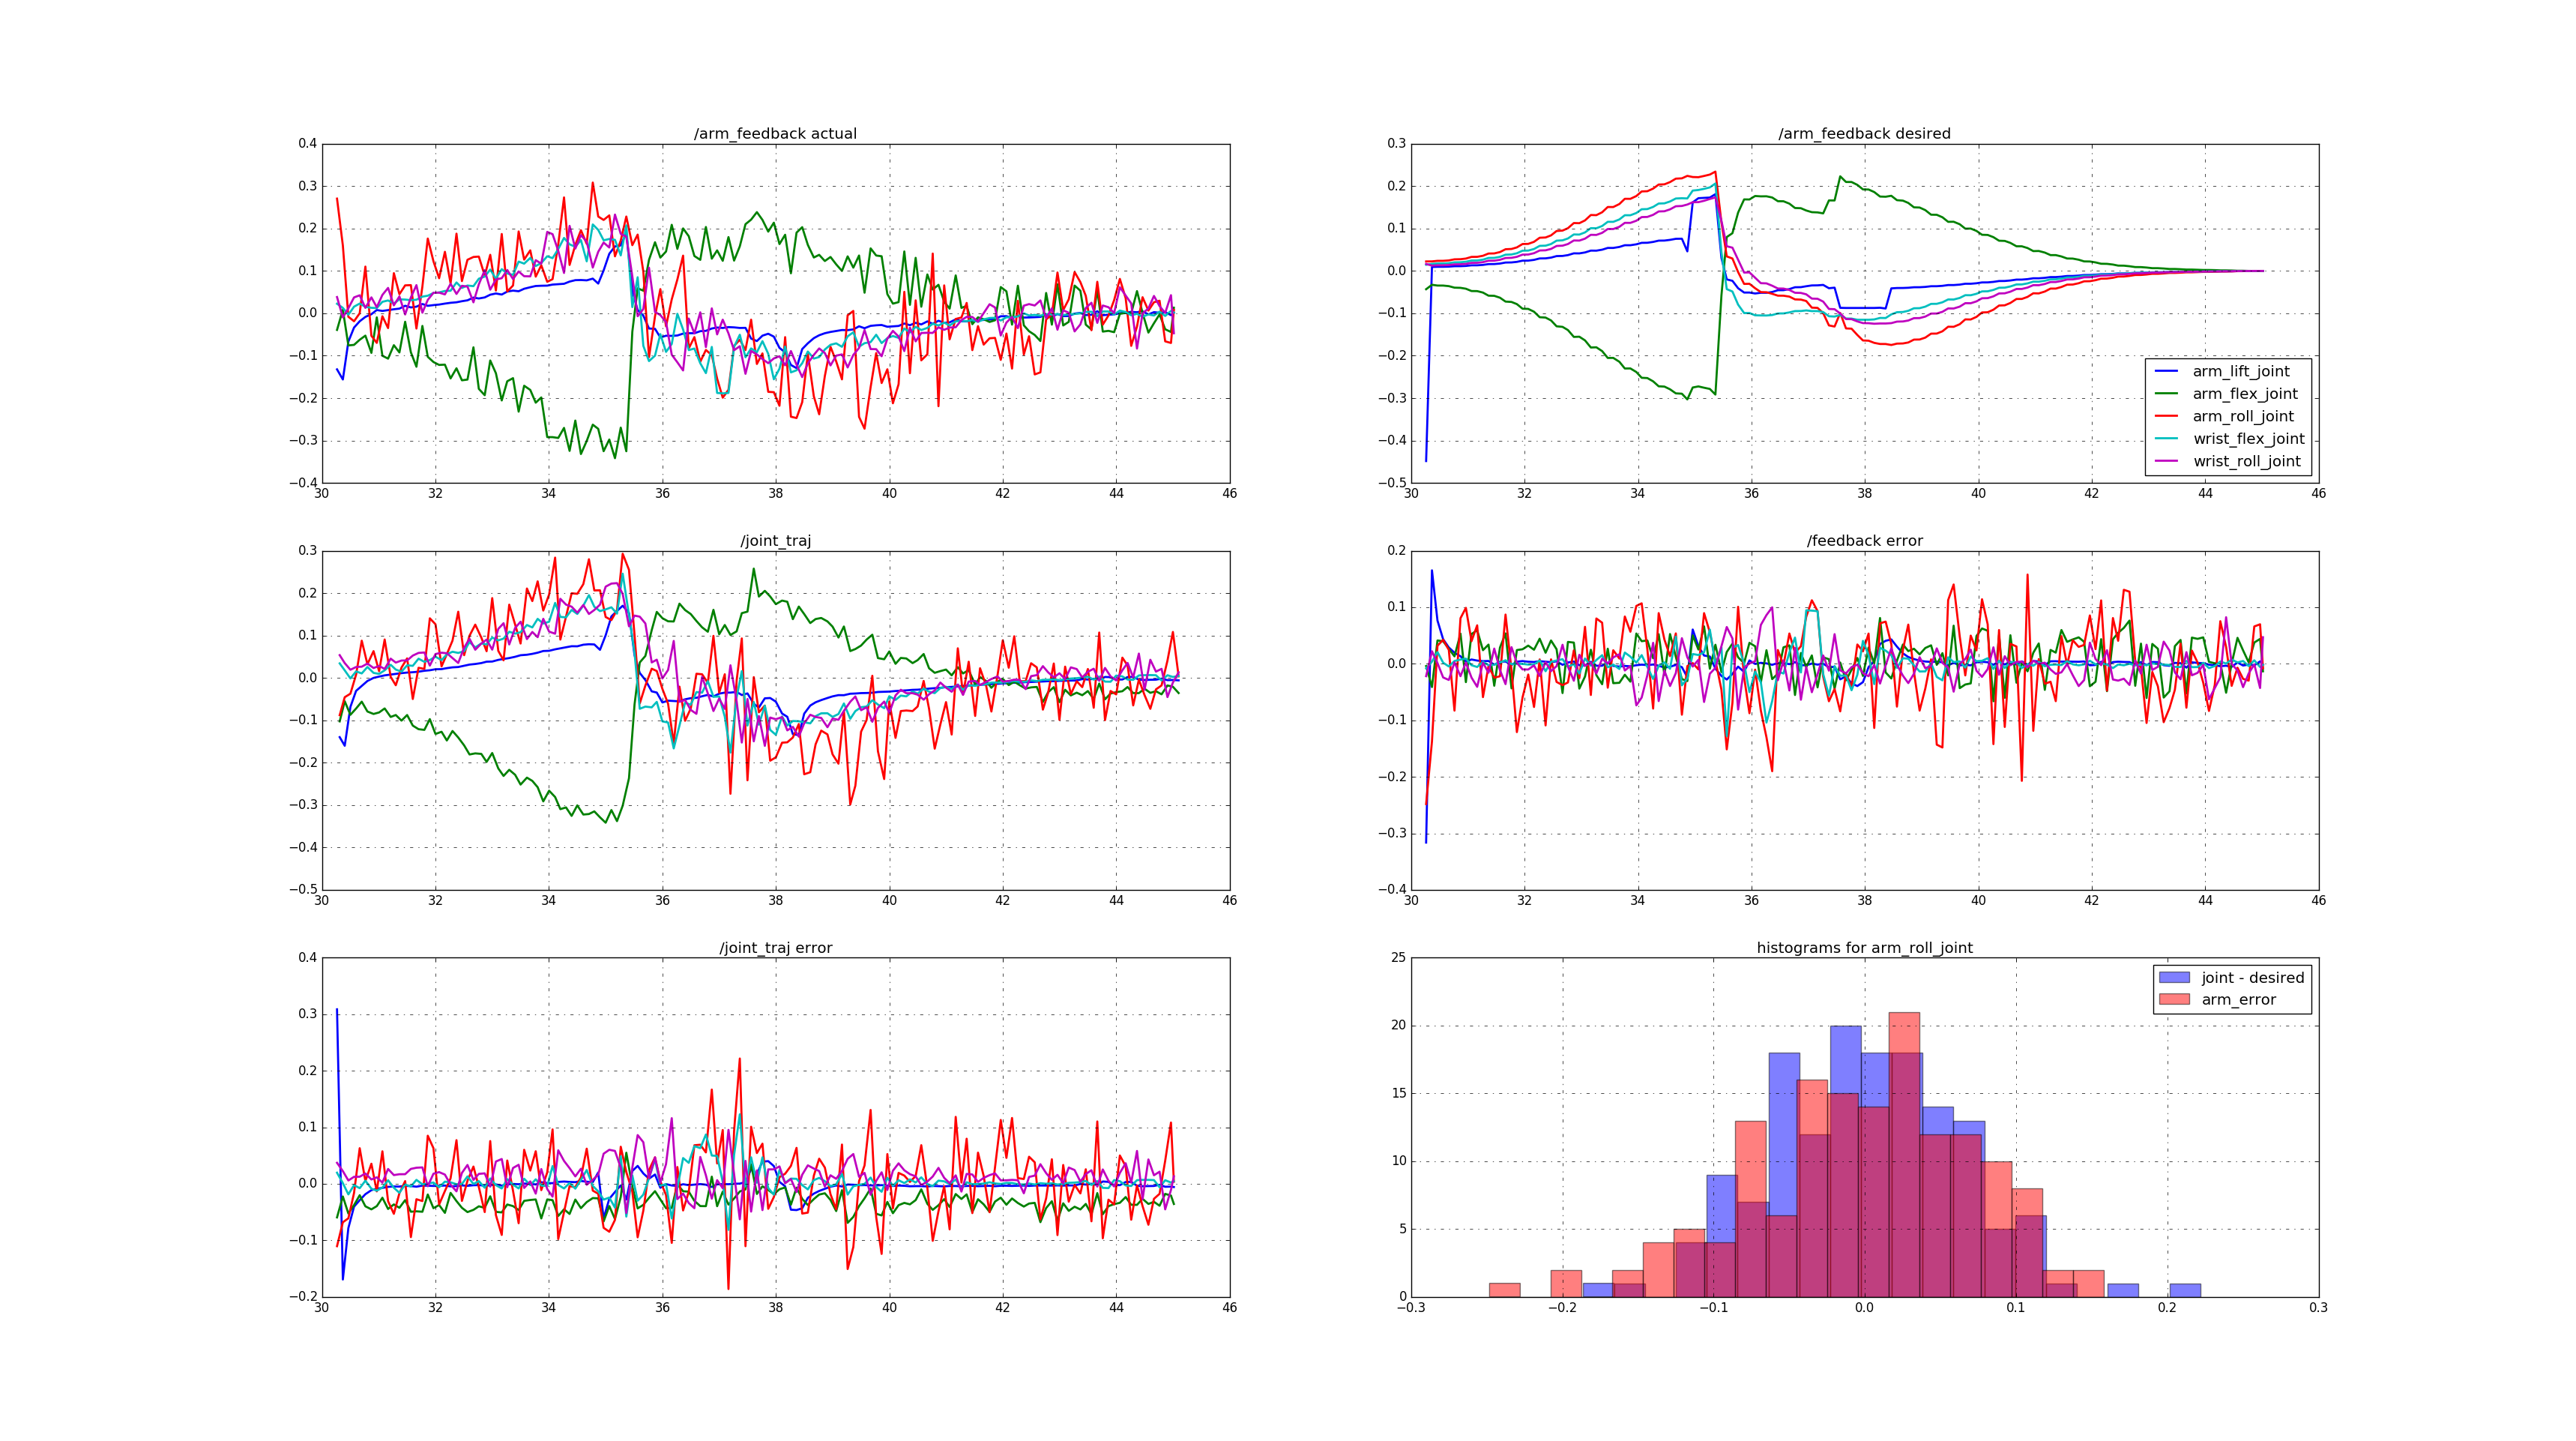 /arm_feedback actual
0.4
0.3
0.2
0.1
0.0
−0.1
−0.2
−0.3
−0.4
30 32 34 36 38 40 42 44 46
/arm_feedback desired
0.3
0.2
0.1
0.0
−0.1
−0.2
−0.3
−0.4
−0.5
30 32 34 36 38 40 42 44 46
arm_lift_joint
arm_flex_joint
arm_roll_joint
wrist_flex_joint
wrist_roll_joint
/joint_traj
0.3
0.2
0.1
0.0
−0.1
−0.2
−0.3
−0.4
−0.5
30 32 34 36 38 40 42 44 46
/feedback error
0.2
0.1
0.0
−0.1
−0.2
−0.3
−0.4
30 32 34 36 38 40 42 44 46
/joint_traj error
0.4
0.3
0.2
0.1
0.0
−0.1
−0.2
30 32 34 36 38 40 42 44 46
histograms for arm_roll_joint
25
20
15
10
5
0
−0.3 −0.2 −0.1 0.0 0.1 0.2 0.3
joint - desired
arm_error